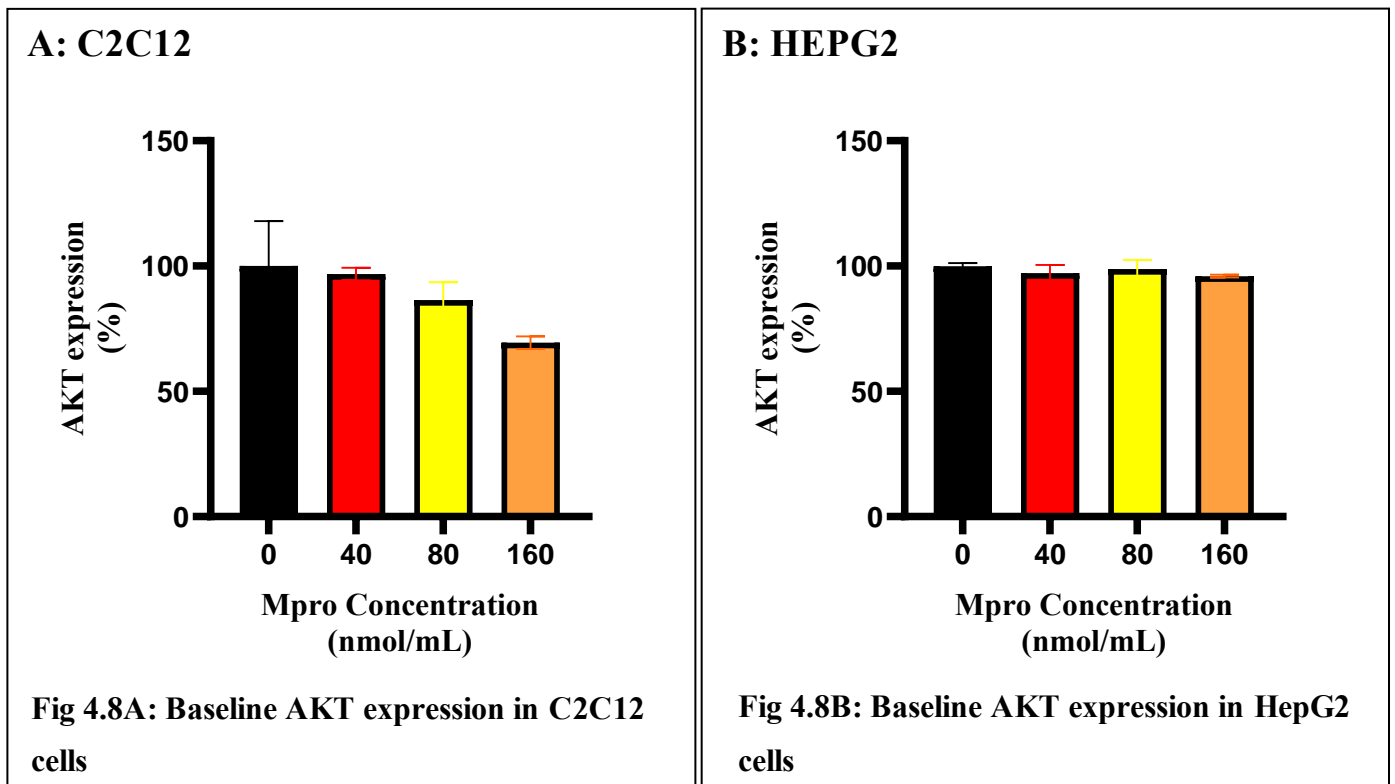 A: C2C12
150
100
50
0
AKT expression
(%)
0 40 80 160
Mpro Concentration
(nmol/mL)
Fig 4.8A: Baseline AKT expression in C2C12
cells
B: HEPG2
150
100
50
0
AKT expression
(%)
0 40 80 160
Mpro Concentration
(nmol/mL)
Fig 4.8B: Baseline AKT expression in HepG2
cells